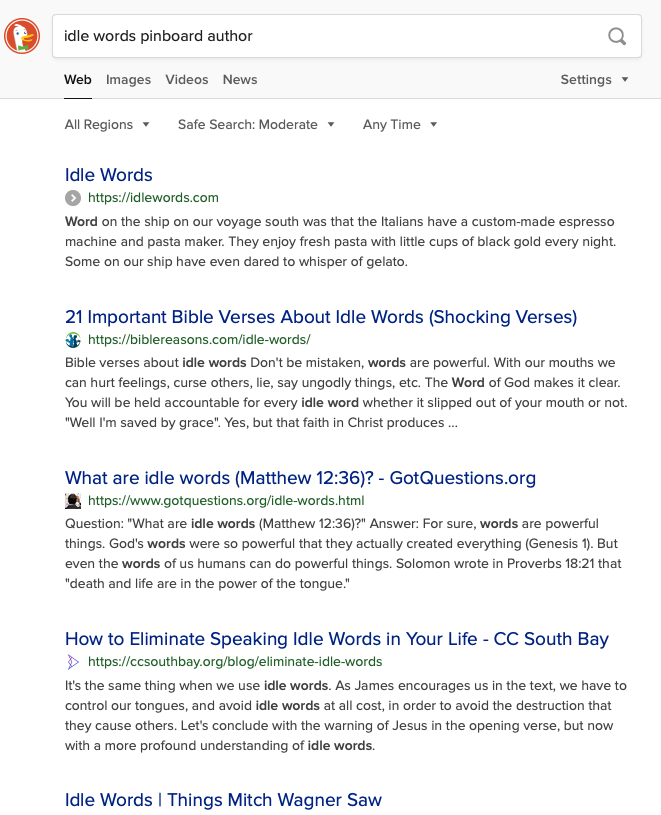 idle words pinboard author
Web Images Videos News Settings
All Regions Safe Search: Moderate Any Time
Idle Words
https://idlewords.com
Word on the ship on our voyage south was that the Italians have a custom-made espresso
machine and pasta maker. They enjoy fresh pasta with little cups of black gold every night.
Some on our ship have even dared to whisper of gelato.
21 Important Bible Verses About Idle Words (Shocking Verses)
https://biblereasons.com/idle-words/
Bible verses about idle words Don't be mistaken, words are powerful. With our mouths we
can hurt feelings, curse others, lie, say ungodly things, etc. The Word of God makes it clear.
You will be held accountable for every idle word whether it slipped out of your mouth or not.
"Well I'm saved by grace". Yes, but that faith in Christ produces ...
What are idle words (Matthew 12:36)? - GotQuestions.org
https://www.gotquestions.org/idle-words.html
Question: "What are idle words (Matthew 12:36)?" Answer: For sure, words are powerful
things. God's words were so powerful that they actually created everything (Genesis 1). But
even the words of us humans can do powerful things. Solomon wrote in Proverbs 18:21 that
"death and life are in the power of the tongue."
How to Eliminate Speaking Idle Words in Your Life - CC South Bay
https://ccsouthbay.org/blog/eliminate-idle-words
It's the same thing when we use idle words. As James encourages us in the text, we have to
control our tongues, and avoid idle words at all cost, in order to avoid the destruction that
they cause others. Let's conclude with the warning of Jesus in the opening verse, but now
with a more profound understanding of idle words.
Idle Words | Things Mitch Wagner Saw